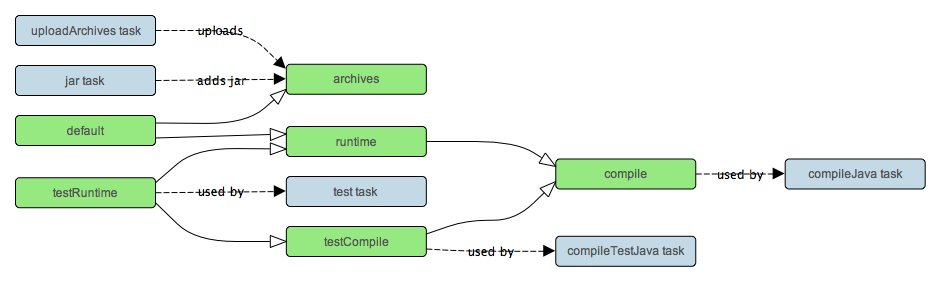 uploadArchives task
uploads
jar task
adds jar
archives
default
runtime
testRuntime
used by
test task
compile
used by
compileJava task
testCompile
used by
compileTestJava task